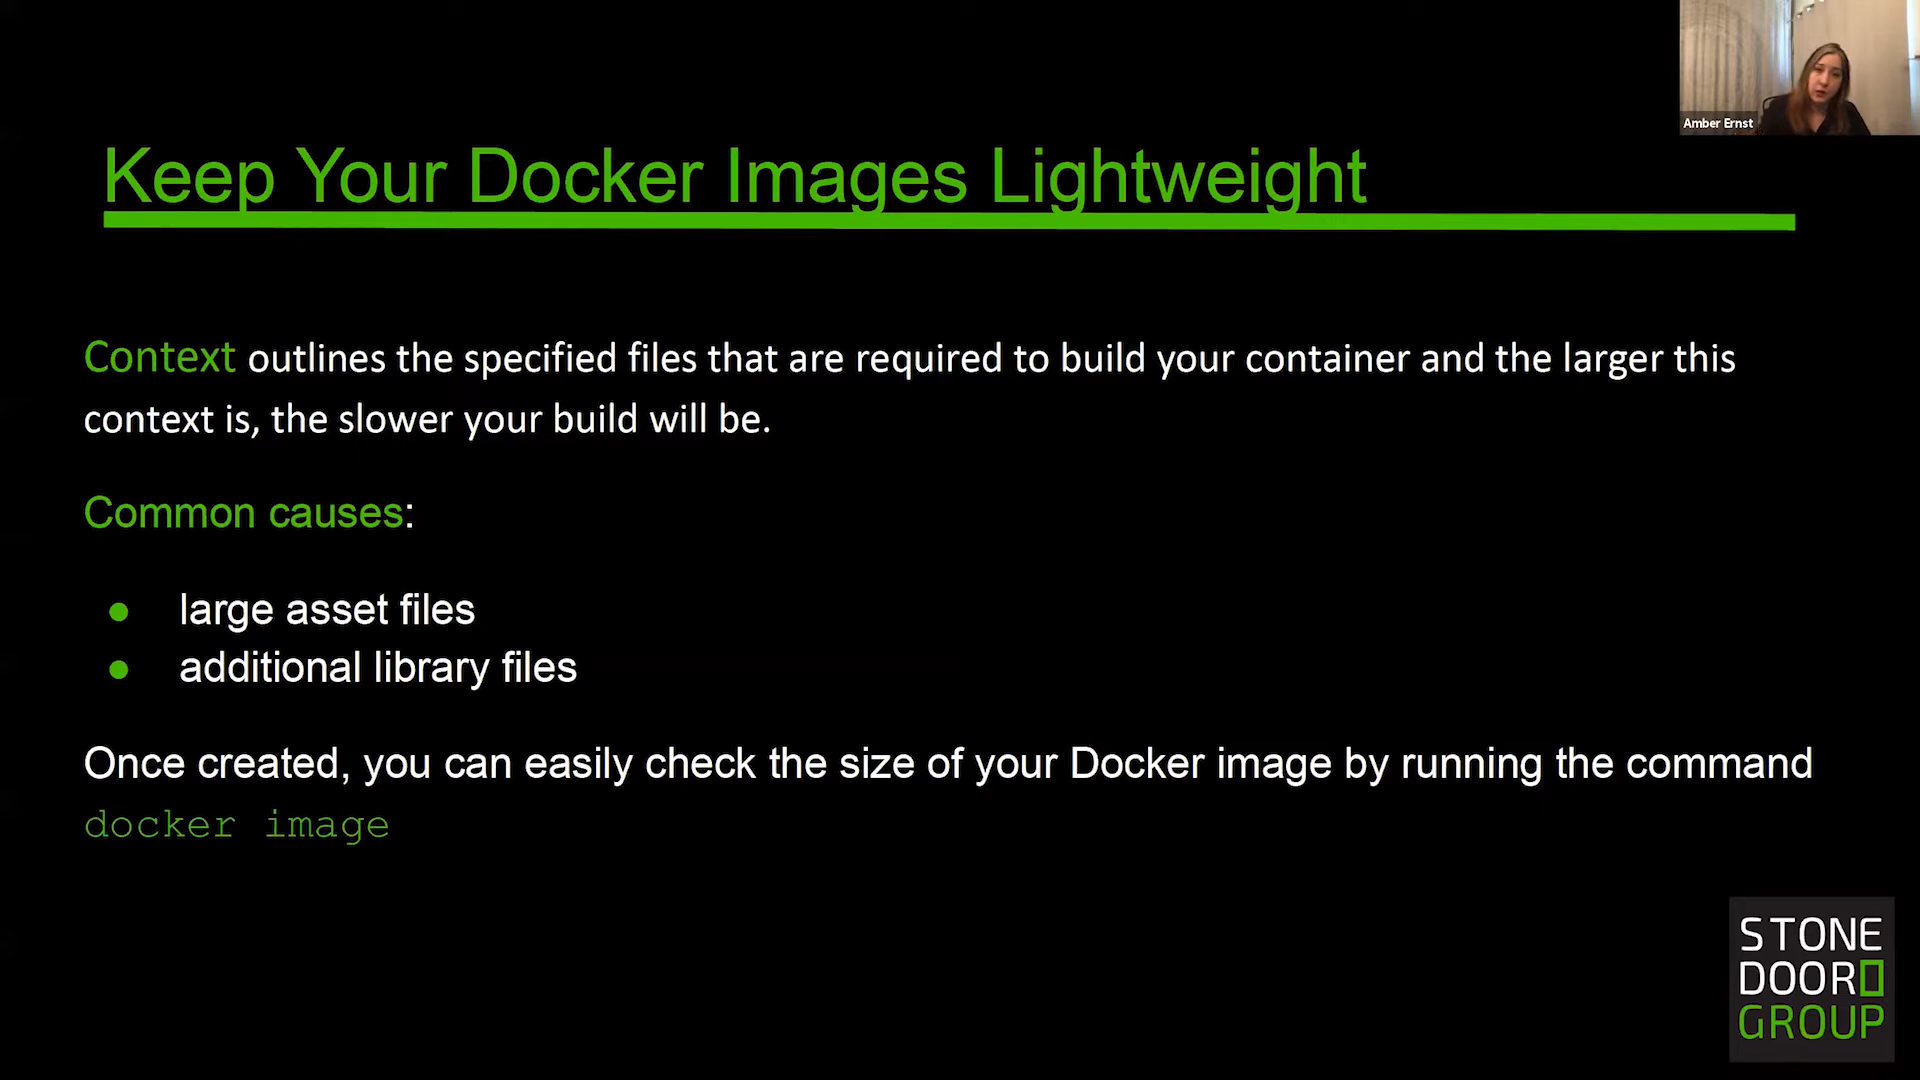 Amber Ernst
Keep Your Docker Images Lightweight
Context outlines the specified files that are required to build your container and the larger this
context is, the slower your build will be.
Common causes:
● large asset files
● additional library files
Once created, you can easily check the size of your Docker image by running the command
docker image
STONE
DOOR
GROUP